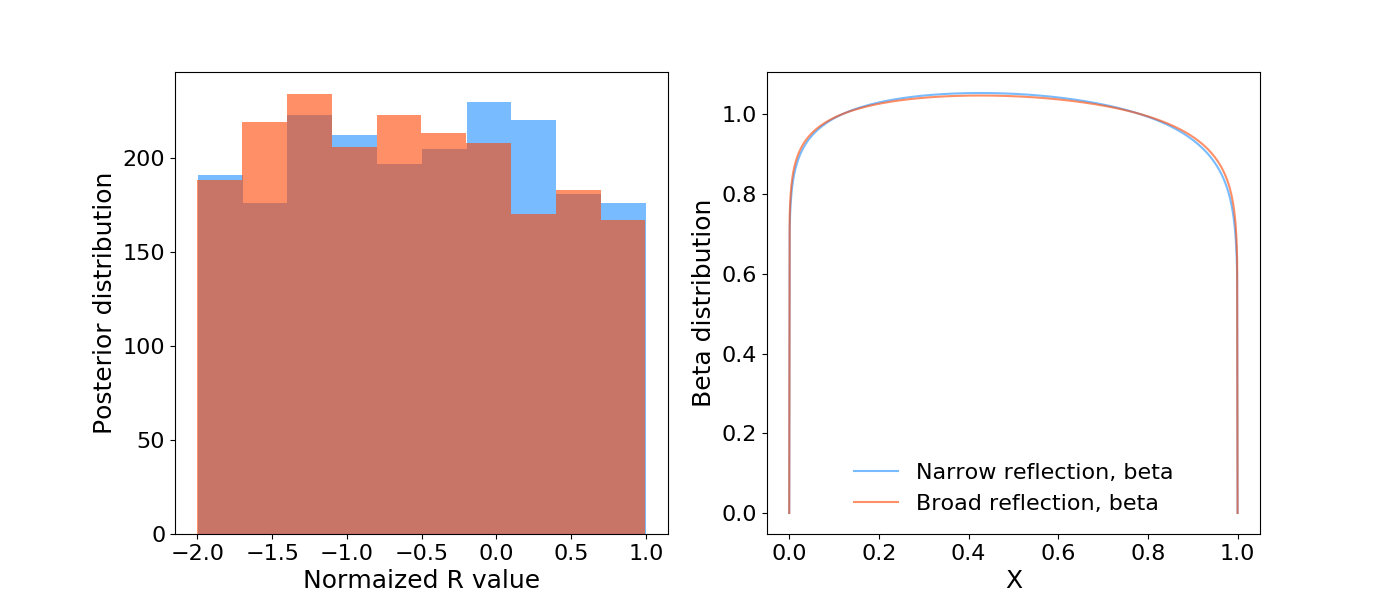 Posterior distribution
200
150
100
50
0
−2.0 −1.5 −1.0 −0.5 0.0 0.5 1.0
Normaized R value
Beta distribution
1.0
0.8
0.6
0.4
0.2
0.0
Narrow reflection, beta
Broad reflection, beta
0.0 0.2 0.4 0.6 0.8 1.0
X